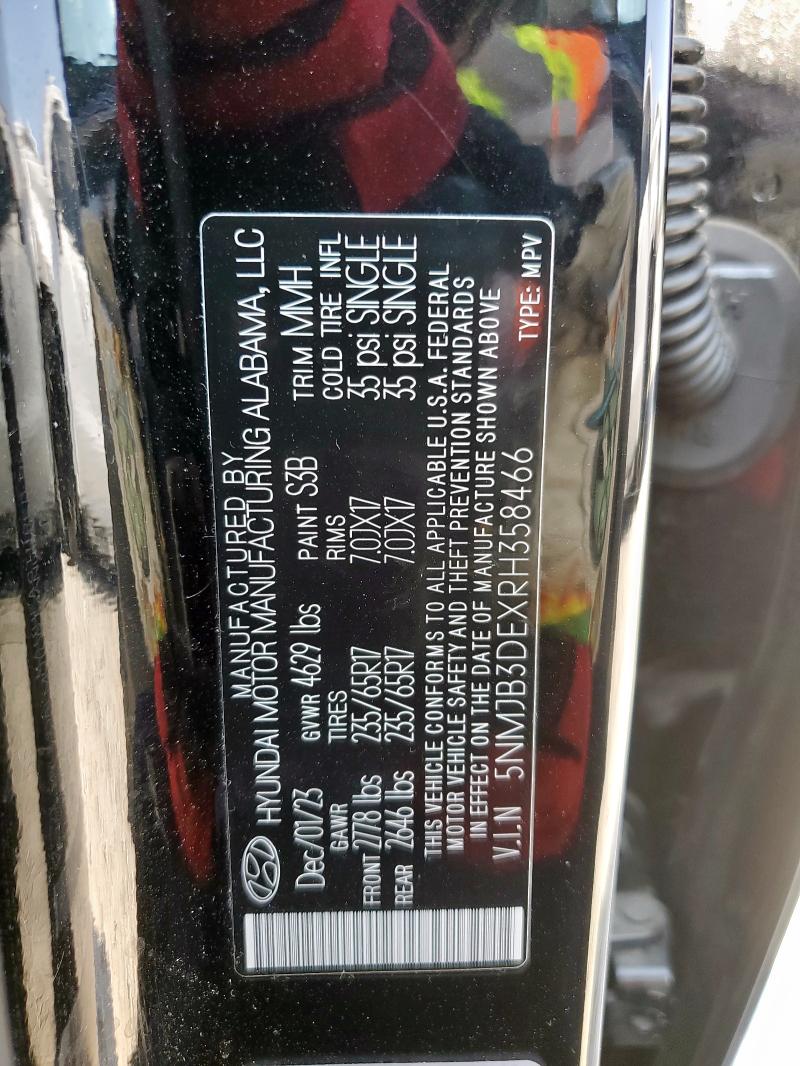 MANUFACTURED BY
HYUNDAI MOTOR MANUFACTURING ALABAMA, LLC
Dec/01/23 GVWR 4629 lbs PAINT S3B TRIM MMH
GAWR TIRES RIMS COLD TIRE INFL
FRONT 2778 lbs 235/65R17 7.0JX17 35 psi SINGLE
REAR 2646 lbs 235/65R17 7.0JX17 35 psi SINGLE
THIS VEHICLE CONFORMS TO ALL APPLICABLE U.S.A. FEDERAL
MOTOR VEHICLE SAFETY AND THEFT PREVENTION STANDARDS
IN EFFECT ON THE DATE OF MANUFACTURE SHOWN ABOVE
V.I.N 5NMJB3DEXRH358466 TYPE: MPV